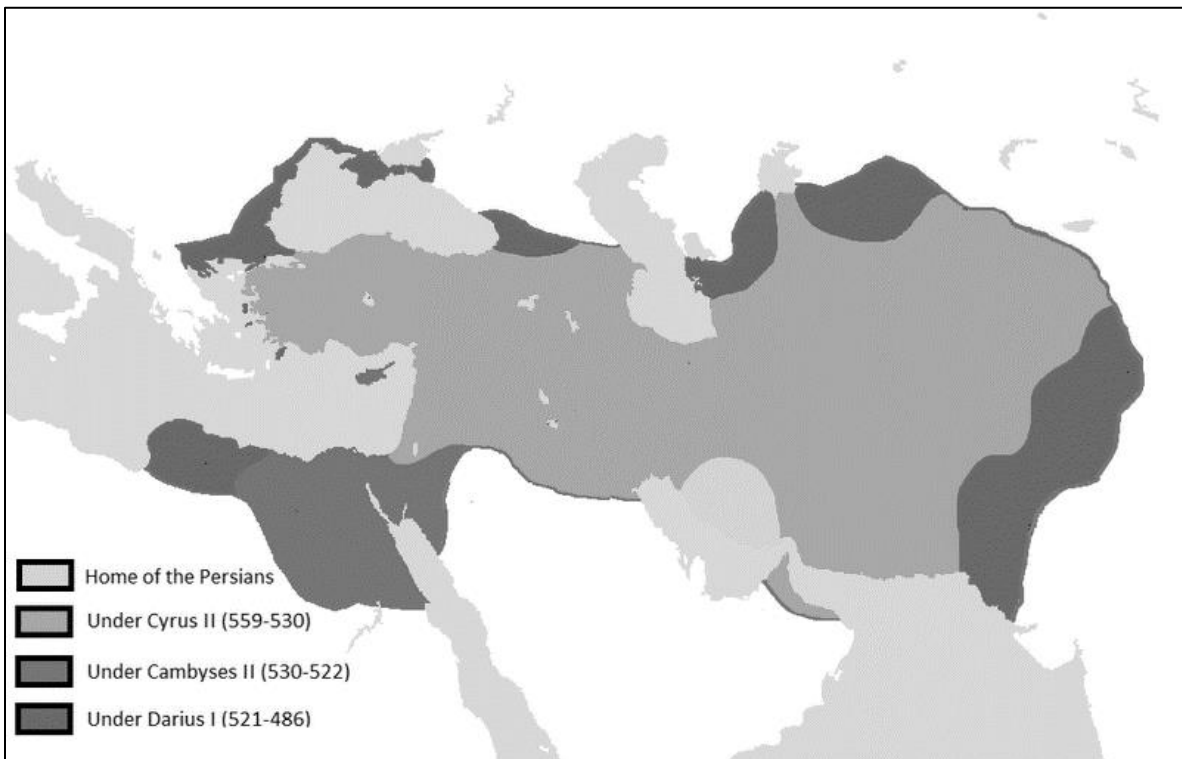 Home of the Persians
Under Cyrus II (559-530)
Under Cambyses II (530-522)
Under Darius I (521-486)